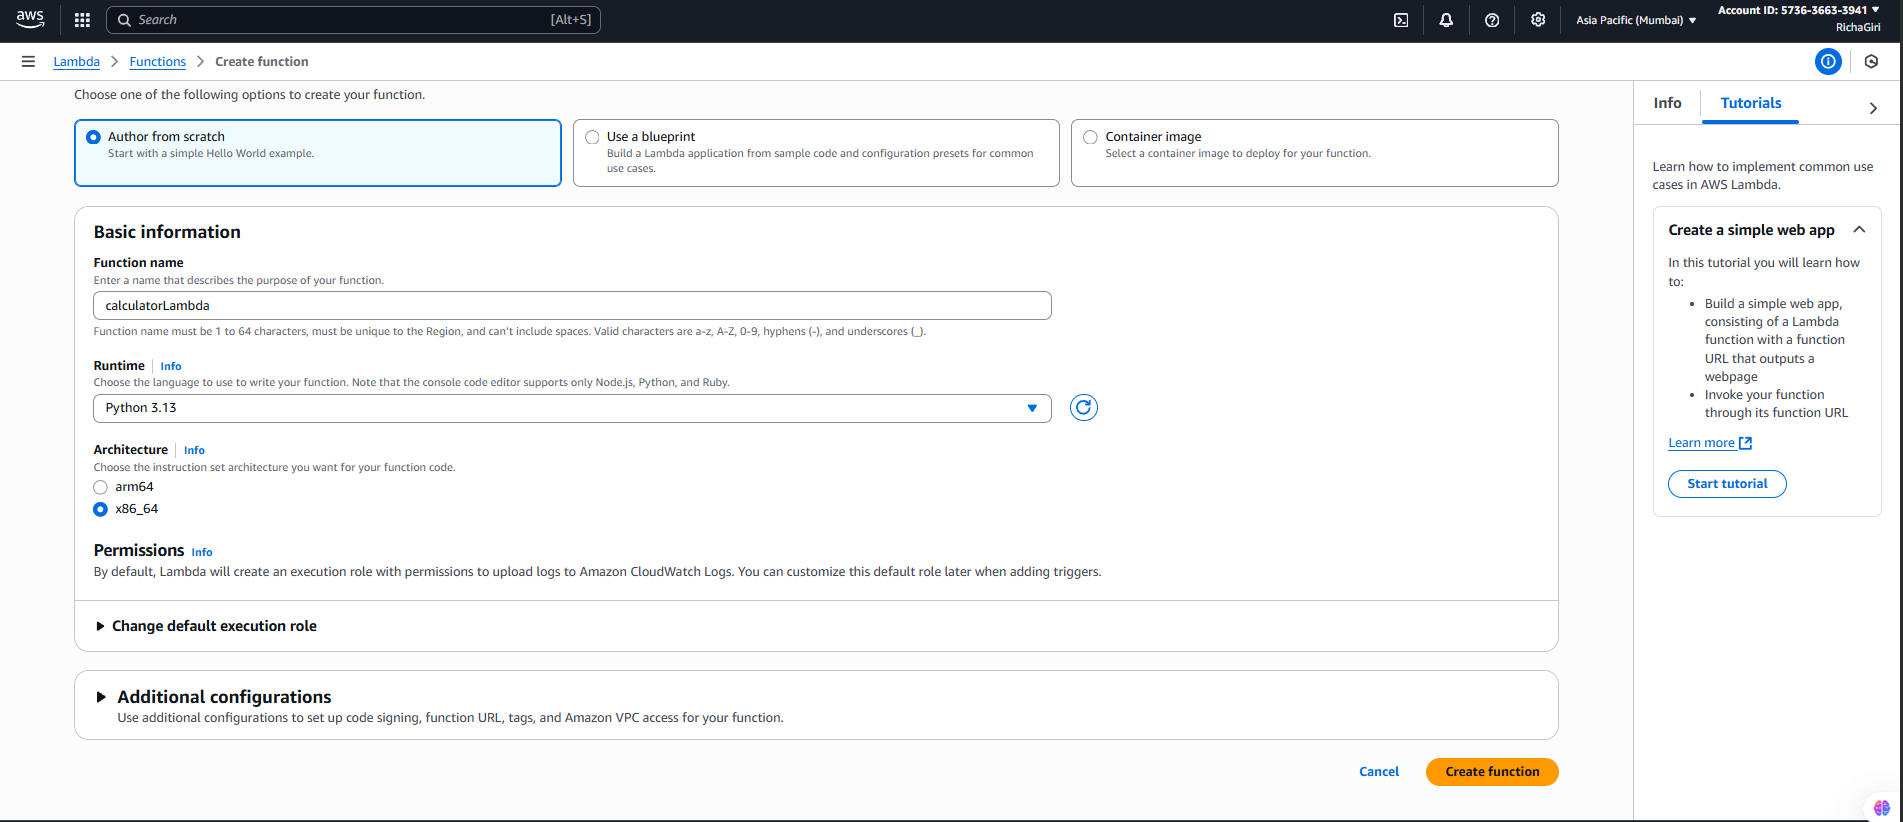 aws
Search [Alt+S]
Asia Pacific (Mumbai)
Account ID: 5736-3663-3941
RichaGiri
Lambda > Functions > Create function
Choose one of the following options to create your function.
Author from scratch
Start with a simple Hello World example.
Use a blueprint
Build a Lambda application from sample code and configuration presets for common
use cases.
Container image
Select a container image to deploy for your function.
Basic information
Function name
Enter a name that describes the purpose of your function.
calculatorLambda
Function name must be 1 to 64 characters, must be unique to the Region, and can't include spaces. Valid characters are a-z, A-Z, 0-9, hyphens (-), and underscores (_).
Runtime Info
Choose the language to use to write your function. Note that the console code editor supports only Node.js, Python, and Ruby.
Python 3.13
Architecture Info
Choose the instruction set architecture you want for your function code.
arm64
x86_64
Permissions Info
By default, Lambda will create an execution role with permissions to upload logs to Amazon CloudWatch Logs. You can customize this default role later when adding triggers.
Change default execution role
Additional configurations
Use additional configurations to set up code signing, function URL, tags, and Amazon VPC access for your function.
Cancel
Create function
Info
Tutorials
Learn how to implement common use
cases in AWS Lambda.
Create a simple web app
In this tutorial you will learn how
to:
• Build a simple web app,
consisting of a Lambda
function with a function
URL that outputs a
webpage
• Invoke your function
through its function URL
Learn more
Start tutorial